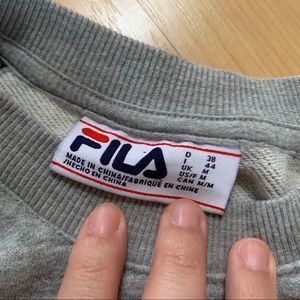 FILA
MADE IN CHINA/FABRIQUÉ EN CHINE
/HECHO EN CHINA
D 38
I 44
UK M
US/F M
CAN M/M